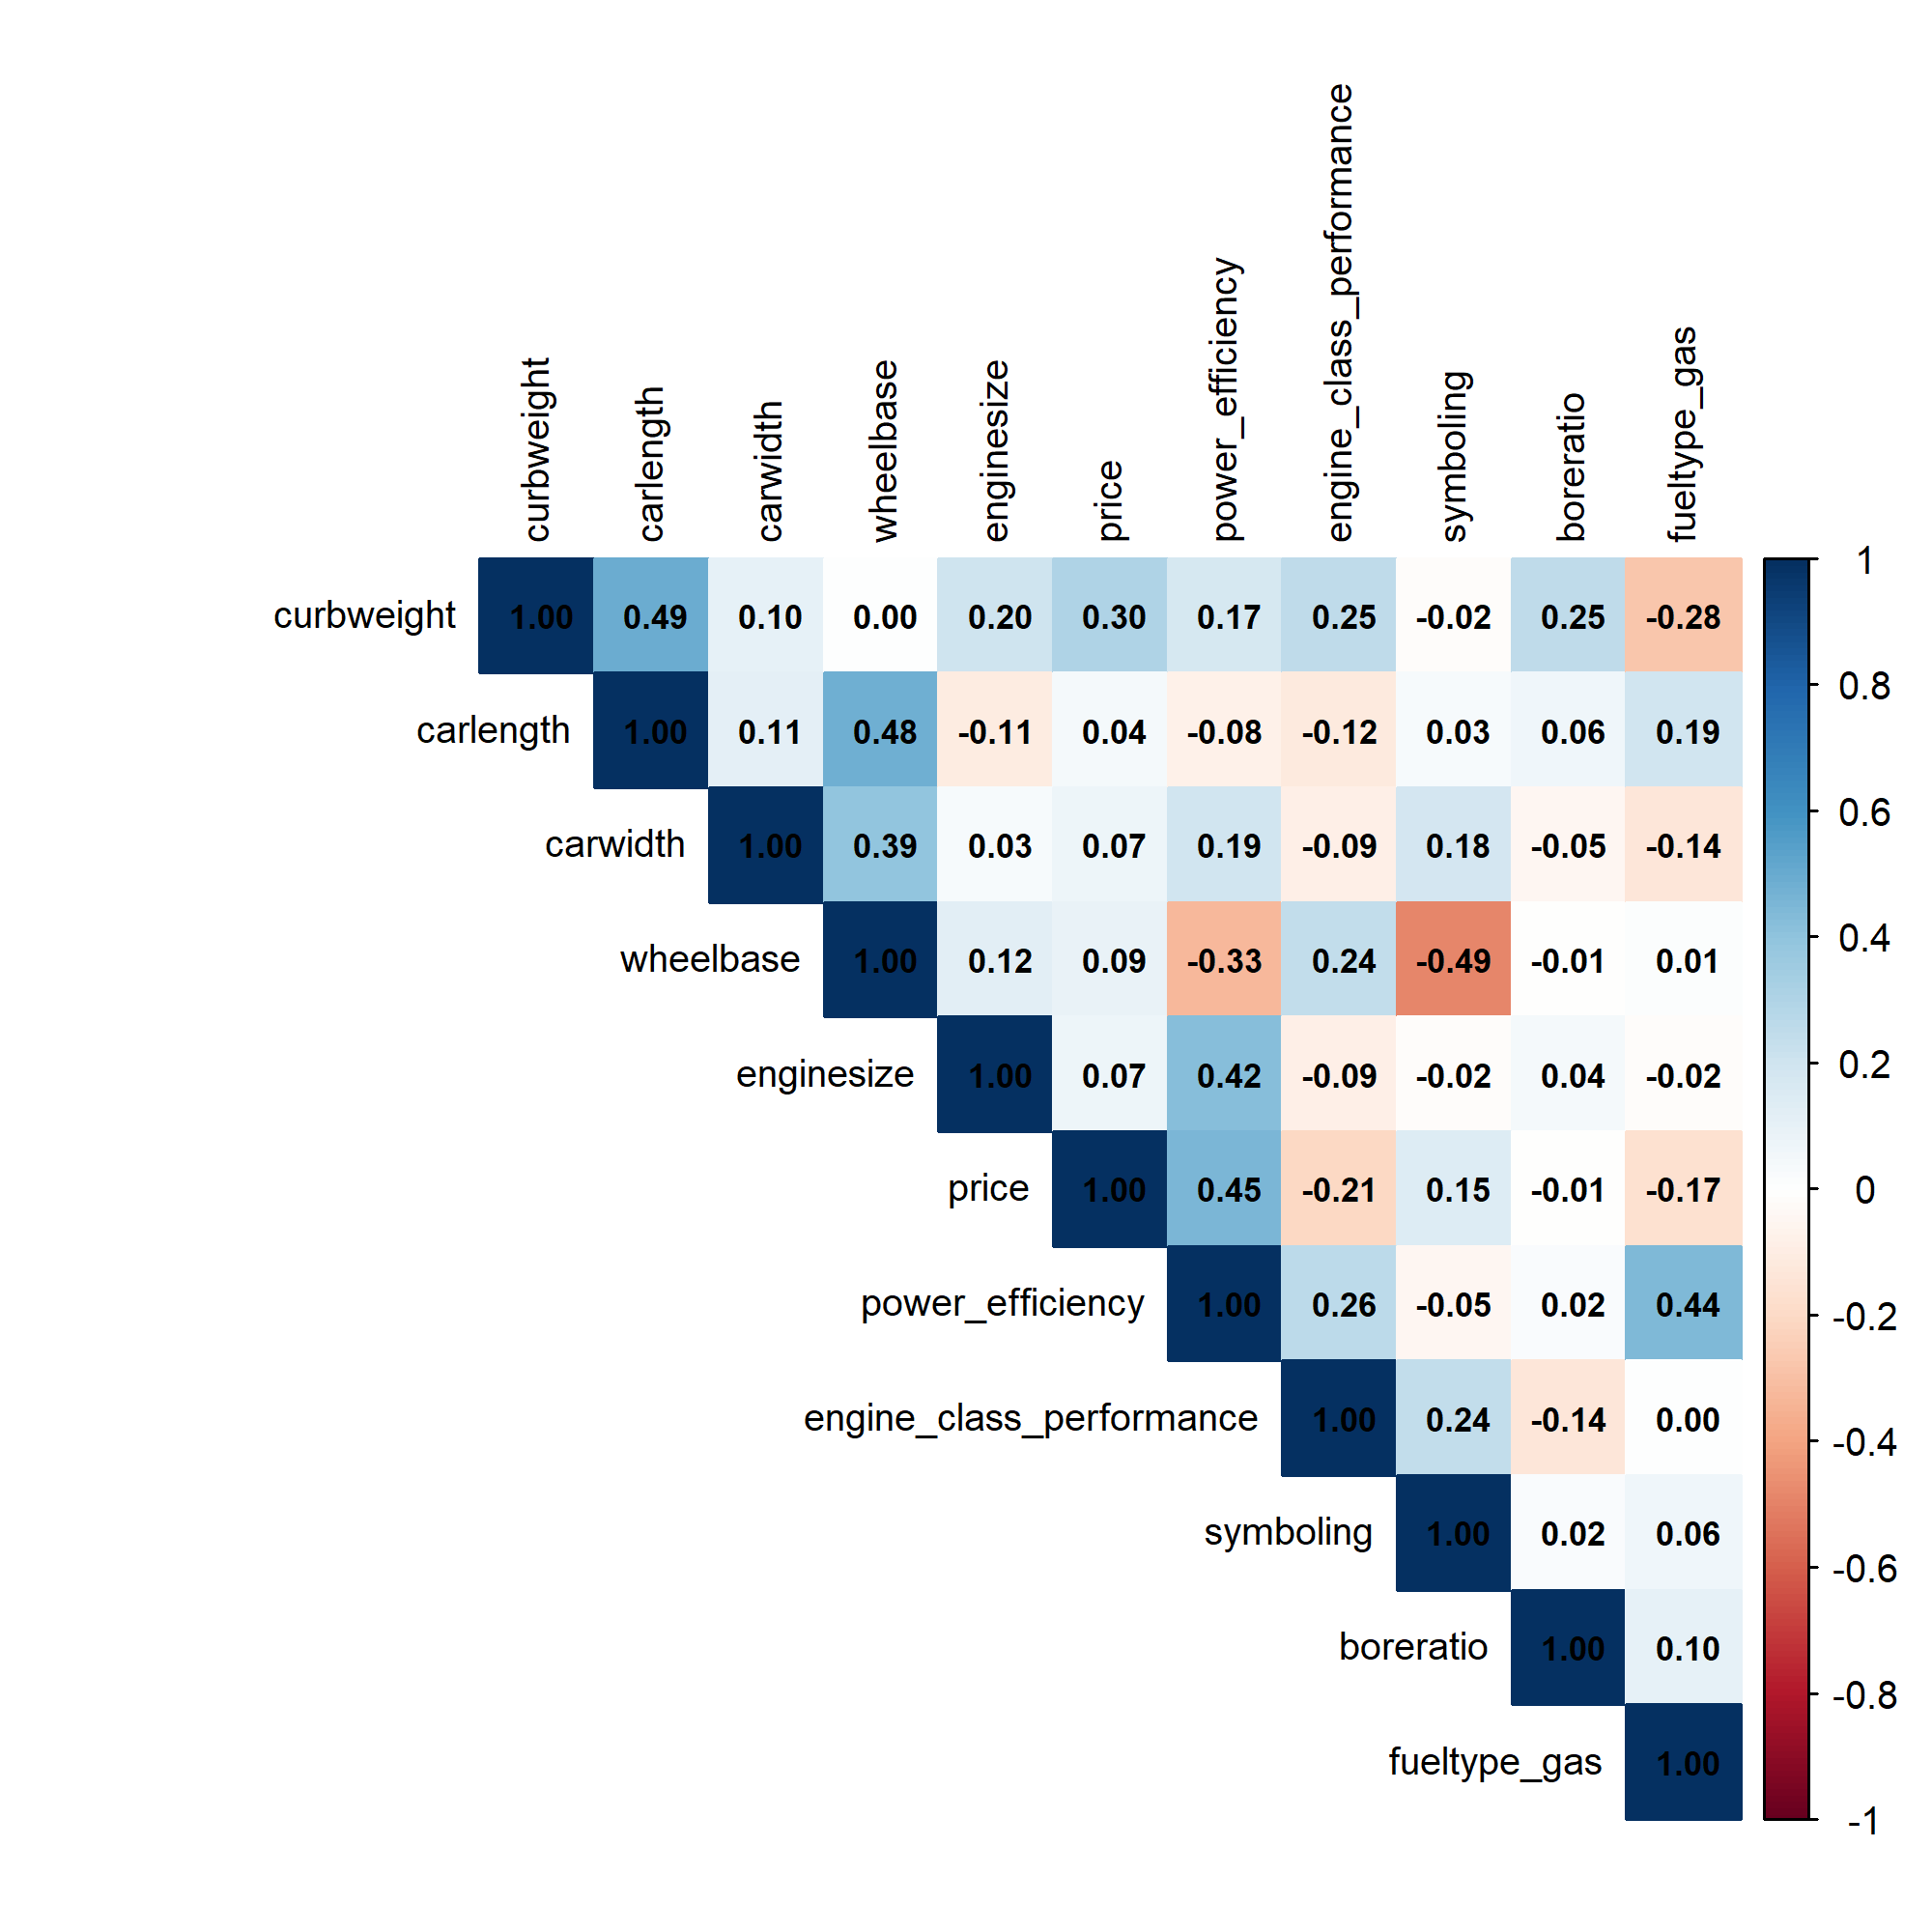 curbweight carlength carwidth wheelbase enginesize price power_efficiency engine_class_performance symboling boreratio fueltype_gas
curbweight 1.00 0.49 0.10 0.00 0.20 0.30 0.17 0.25 -0.02 0.25 -0.28
carlength 1.00 0.11 0.48 -0.11 0.04 -0.08 -0.12 0.03 0.06 0.19
carwidth 1.00 0.39 0.03 0.07 0.19 -0.09 0.18 -0.05 -0.14
wheelbase 1.00 0.12 0.09 -0.33 0.24 -0.49 -0.01 0.01
enginesize 1.00 0.07 0.42 -0.09 -0.02 0.04 -0.02
price 1.00 0.45 -0.21 0.15 -0.01 -0.17
power_efficiency 1.00 0.26 -0.05 0.02 0.44
engine_class_performance 1.00 0.24 -0.14 0.00
symboling 1.00 0.02 0.06
boreratio 1.00 0.10
fueltype_gas 1.00
1
0.8
0.6
0.4
0.2
0
-0.2
-0.4
-0.6
-0.8
-1